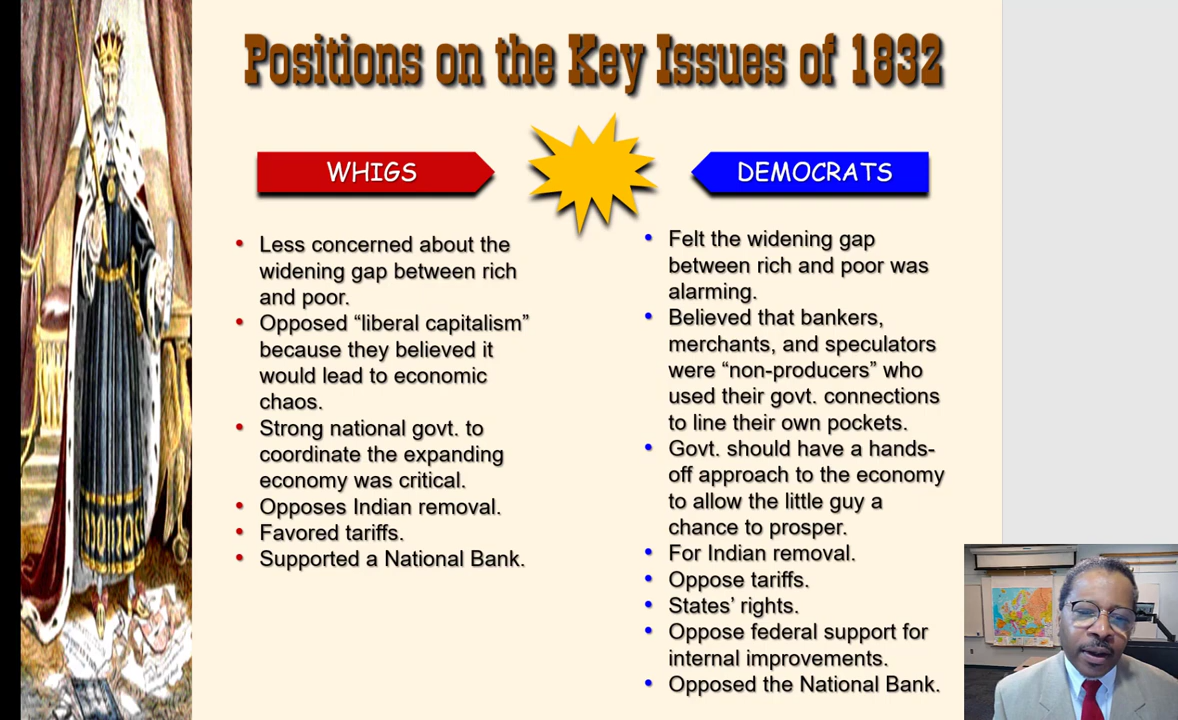 Positions on the Key Issues of 1832
WHIGS
• Less concerned about the
widening gap between rich
and poor.
• Opposed “liberal capitalism”
because they believed it
would lead to economic
chaos.
• Strong national govt. to
coordinate the expanding
economy was critical.
• Opposes Indian removal.
• Favored tariffs.
• Supported a National Bank.
DEMOCRATS
• Felt the widening gap
between rich and poor was
alarming.
• Believed that bankers,
merchants, and speculators
were “non-producers” who
used their govt. connections
to line their own pockets.
• Govt. should have a hands-
off approach to the economy
to allow the little guy a
chance to prosper.
• For Indian removal.
• Oppose tariffs.
• States’ rights.
• Oppose federal support for
internal improvements.
• Opposed the National Bank.